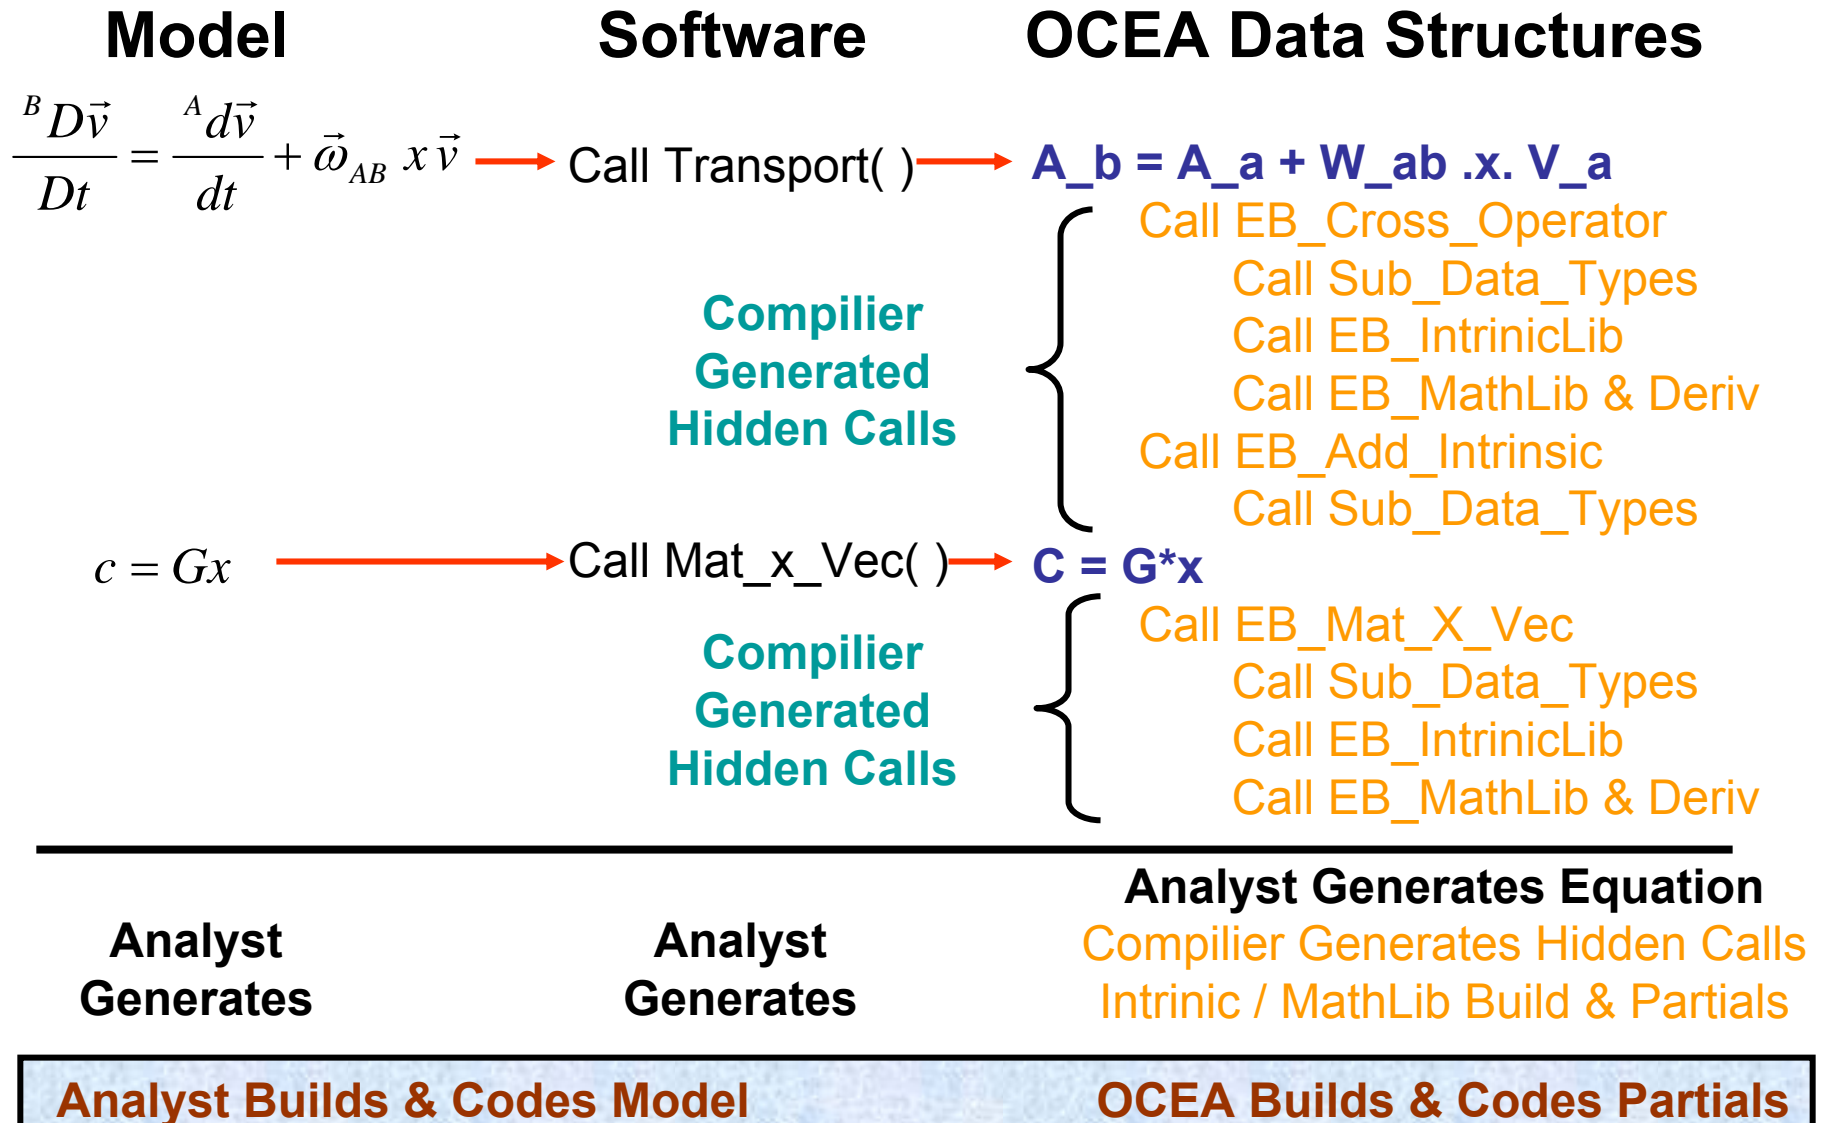 Model Software OCEA Data Structures
ᴮDv⃗/Dt = ᴬdv⃗/dt + ω⃗_AB x v⃗ Call Transport( ) A_b = A_a + W_ab .x. V_a
Call EB_Cross_Operator
Call Sub_Data_Types
Compilier
Call EB_IntrinicLib
Generated
Call EB_MathLib & Deriv
Hidden Calls
Call EB_Add_Intrinsic
Call Sub_Data_Types
c = Gx Call Mat_x_Vec( ) C = G*x
Call EB_Mat_X_Vec
Compilier
Call Sub_Data_Types
Generated
Call EB_IntrinicLib
Hidden Calls
Call EB_MathLib & Deriv
Analyst Generates Equation
Analyst Analyst Compilier Generates Hidden Calls
Generates Generates Intrinic / MathLib Build & Partials
Analyst Builds & Codes Model OCEA Builds & Codes Partials